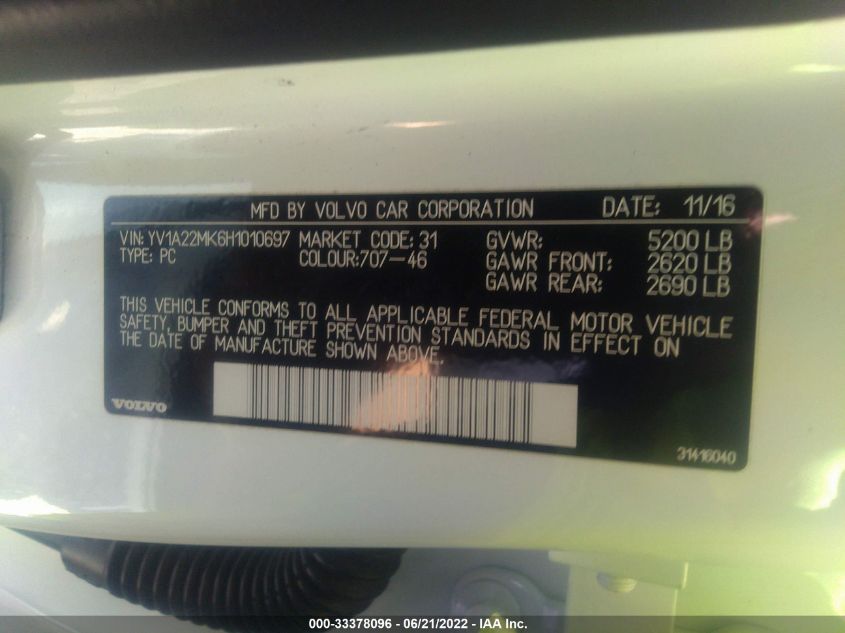 MFD BY VOLVO CAR CORPORATION DATE: 11/16
VIN: YV1A22MK6H1010697 MARKET CODE: 31 GVWR: 5200 LB
TYPE: PC COLOUR:707-46 GAWR FRONT: 2620 LB
GAWR REAR: 2690 LB
THIS VEHICLE CONFORMS TO ALL APPLICABLE FEDERAL MOTOR VEHICLE
SAFETY, BUMPER AND THEFT PREVENTION STANDARDS IN EFFECT ON
THE DATE OF MANUFACTURE SHOWN ABOVE.
VOLVO
31416040
000-33378096 - 06/21/2022 - IAA Inc.